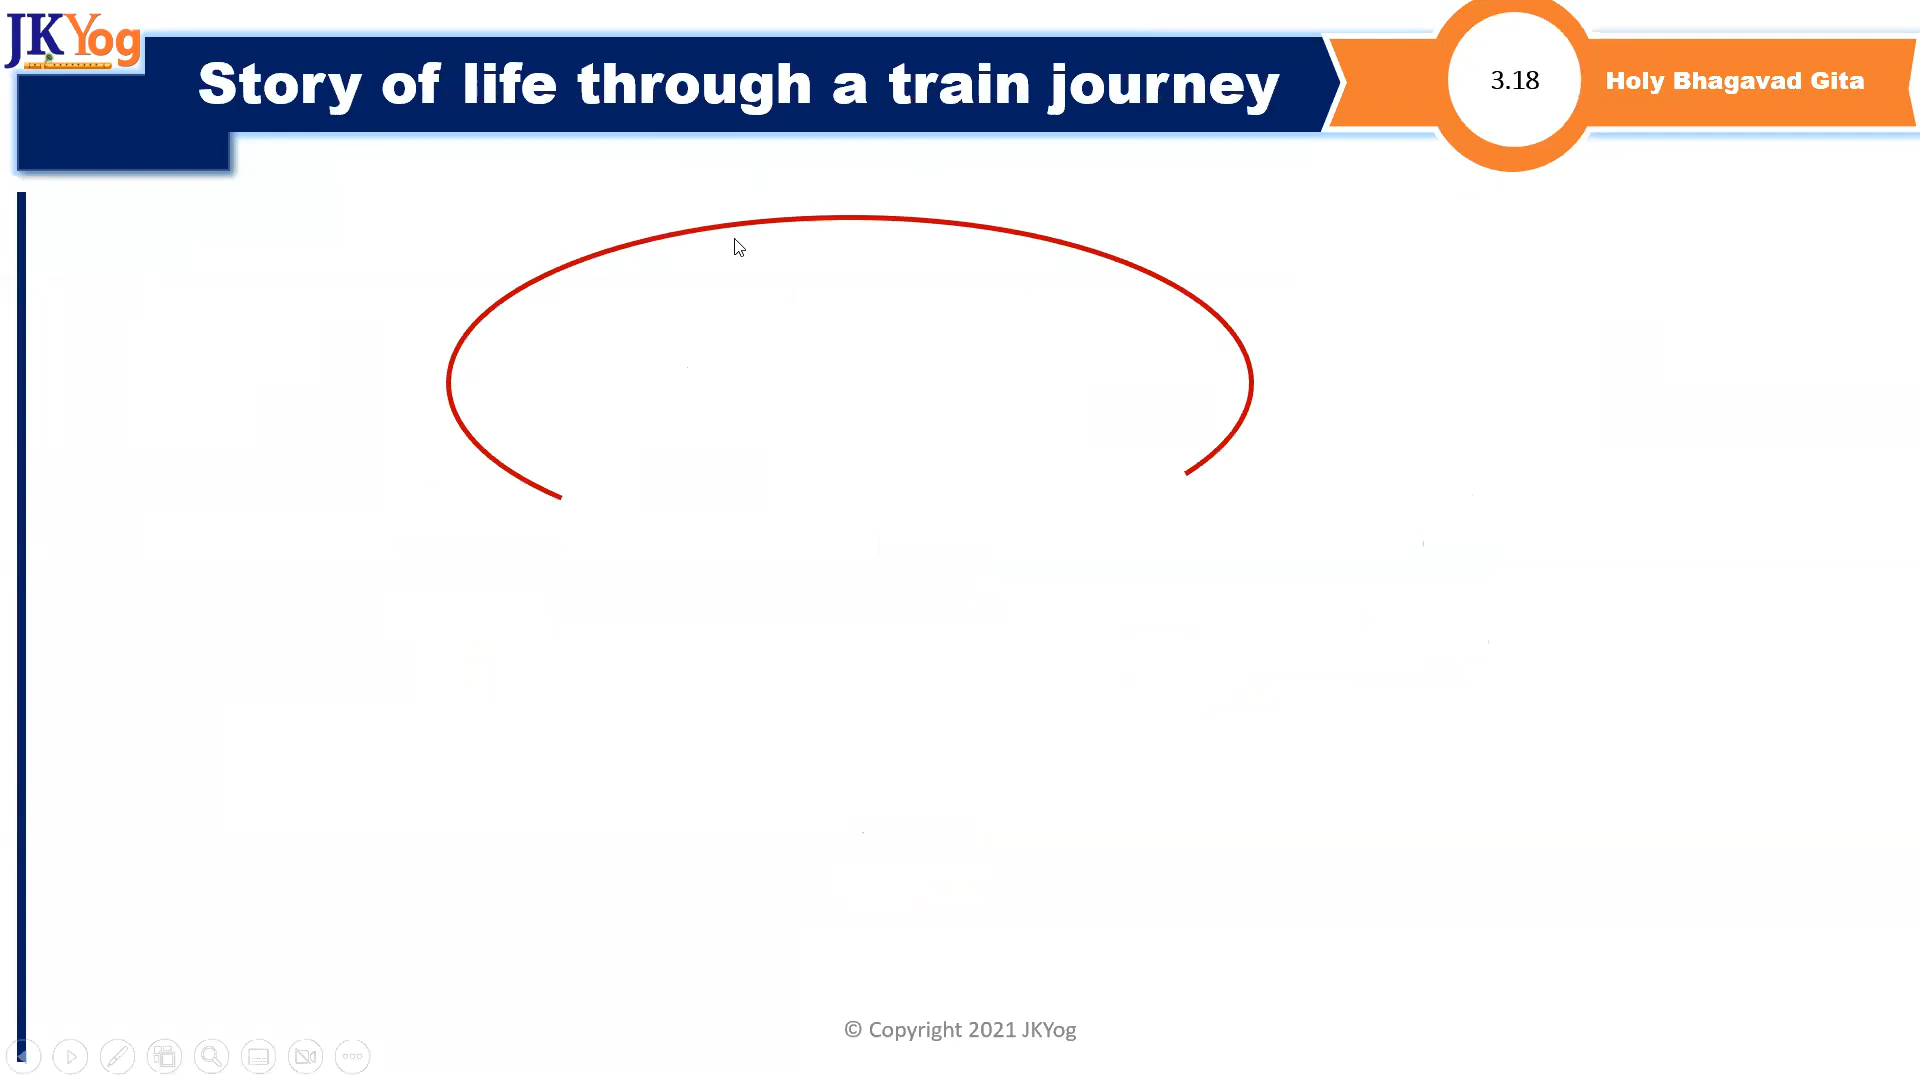 JKYog
Story of life through a train journey
3.18
Holy Bhagavad Gita
© Copyright 2021 JKYog